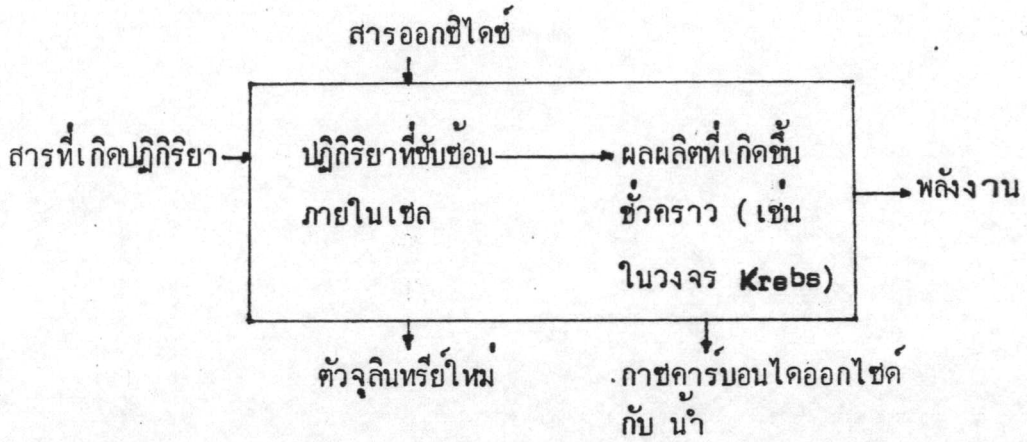 สารออกซิไดซ์
สารที่เกิดปฏิกิริยา
ปฏิกิริยาที่ซับซ้อน
ภายในเซล
ผลผลิตที่เกิดขึ้น
ชั่วคราว (เช่น
ในวงจร Krebs)
พลังงาน
ตัวจุลินทรีย์ใหม่
กาซคาร์บอนไดออกไซด์
กับ น้ำ